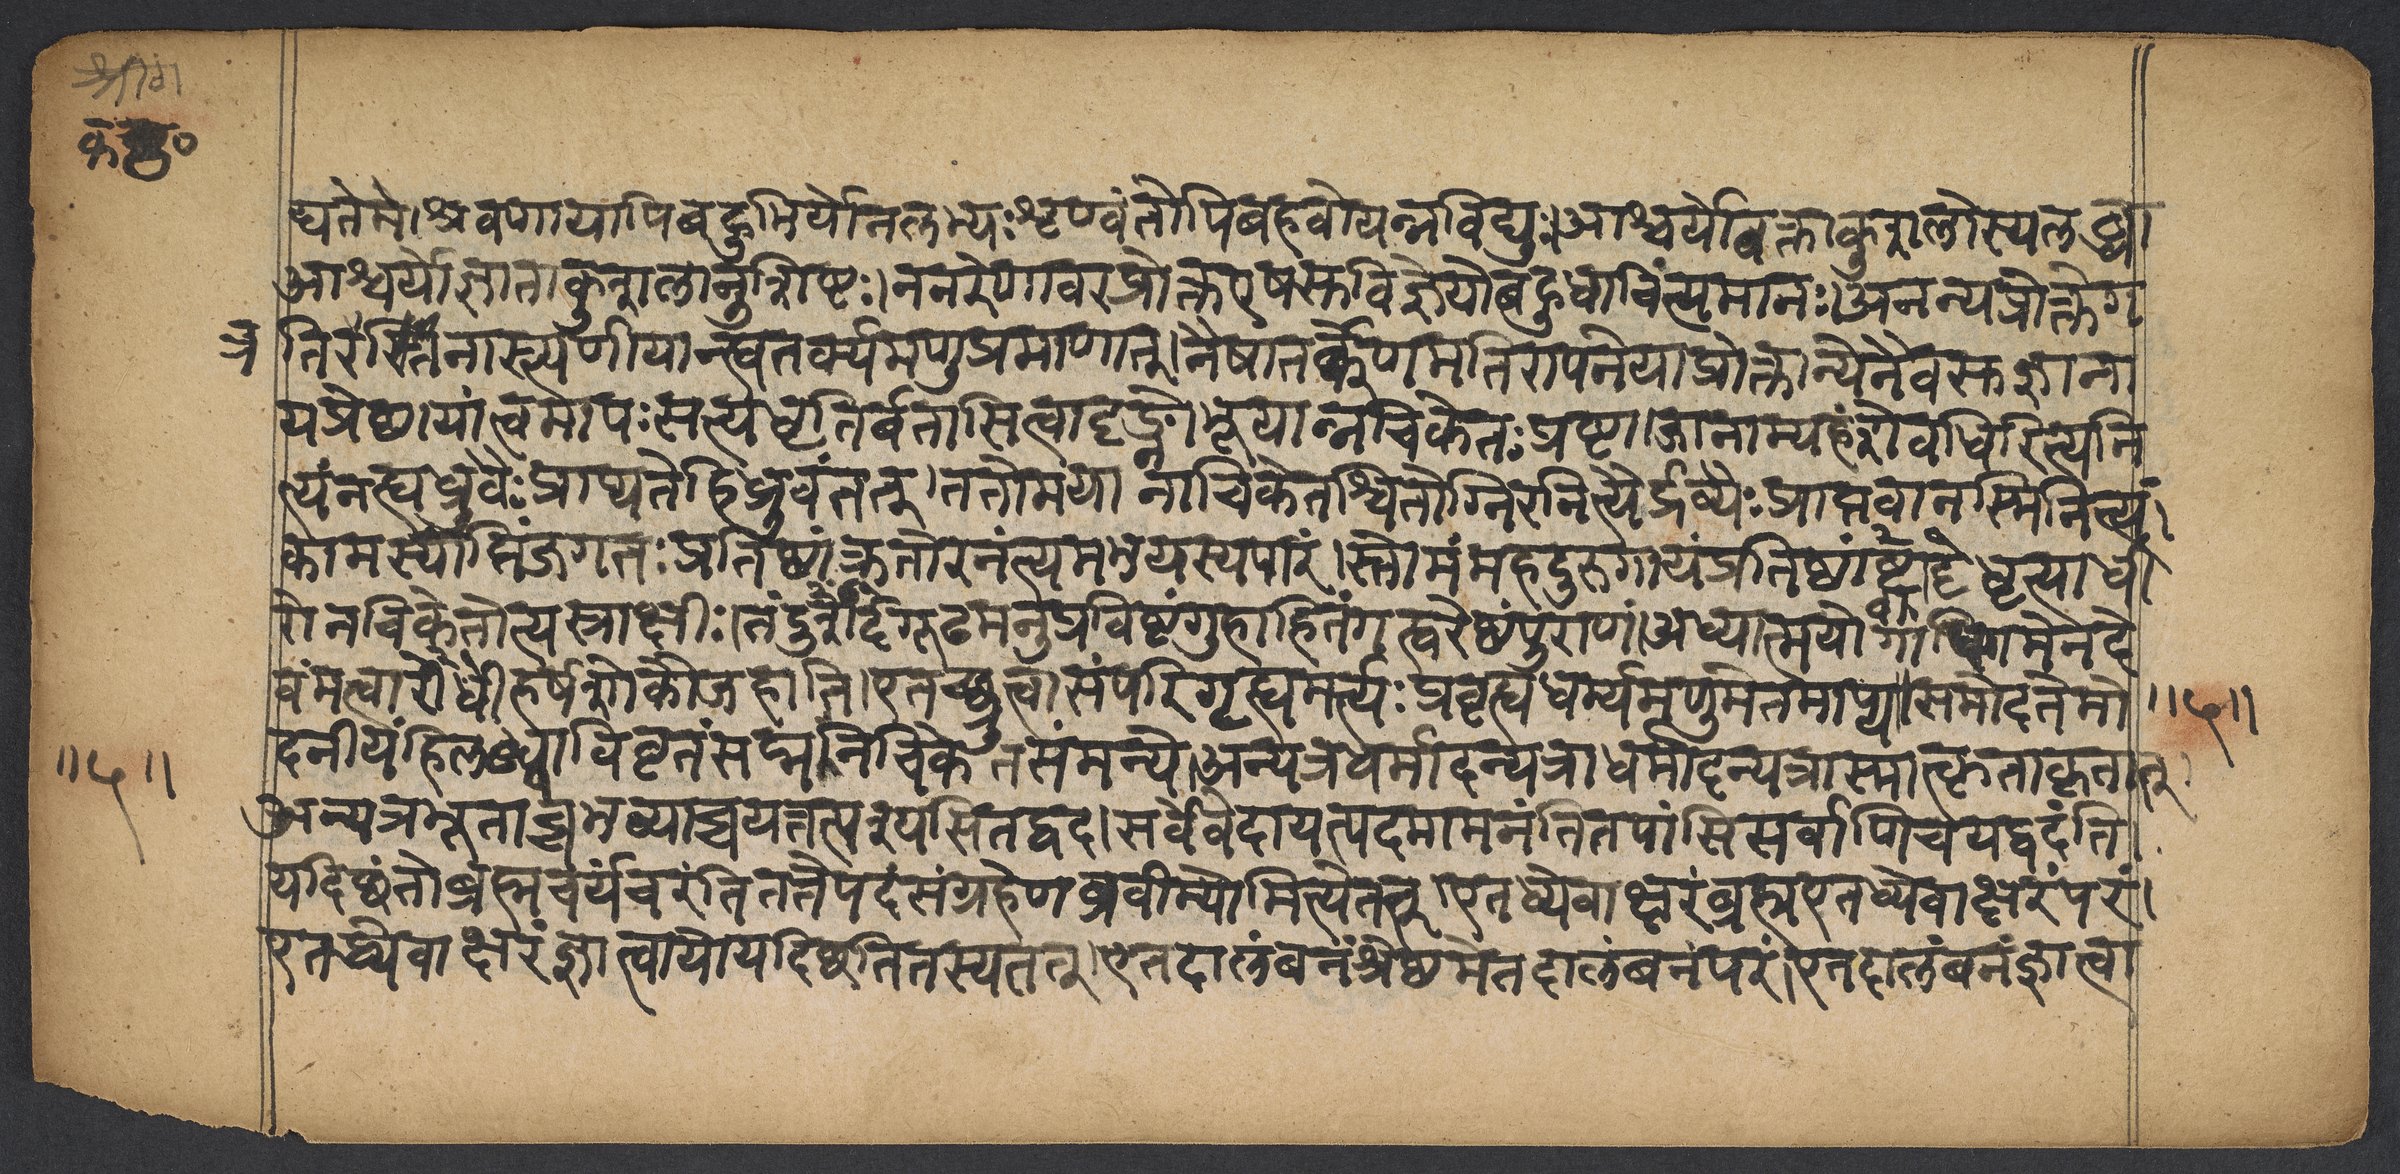 श्रीग
क
द्यते मे। श्रवणायापि बहुभिर्यो न लभ्यः शृण्वंतोपि बहवो यन्न विद्युः। आश्चर्यो वक्ता कुशलोस्य लब्धा
आश्चर्यो ज्ञाता कुशलानुशिष्टः। न नरेणावर प्रोक्त एष सुविज्ञेयो बहुधा चिंत्यमानः। अनन्यप्रोक्ते ग
तिरत्र नास्त्यणीयान्ह्यतर्क्यमणुप्रमाणात्। नैषा तर्केण मतिरापनेया प्रोक्तान्येनैव सुज्ञाना
य प्रेष्ठ। यां त्वमापः सत्यधृतिर्बतासि त्वादृङ्नो भूयान्नचिकेतः प्रष्टा। जानाम्यहं शेवधिरित्यनि
त्यं न ह्यध्रुवैः प्राप्यते हि ध्रुवं तत्। ततो मया नाचिकेतश्चितोग्निरनित्यैर्द्रव्यैः प्राप्तवानस्मि नित्यं।
कामस्याप्तिं जगतः प्रतिष्ठां क्रतोरनंत्यमभयस्य पारं। स्तोमं महदुरुगायं प्रतिष्ठां दृष्ट्वा धृत्या धी
रो नचिकेतोत्यस्राक्षीः। तं दुर्दर्शं गूढमनुप्रविष्टं गुहाहितं गह्वरेष्ठं पुराणं। अध्यात्मयोगाधिगमेन दे
वं मत्वा धीरो हर्षशोकौ जहाति। एतच्छ्रुत्वा संपरिगृह्य मर्त्यः प्रवृह्य धर्म्यमणुमेतमाप्य। स मोदते मो
दनीयं हि लब्ध्वा विवृतं सद्म नचिकेतसं मन्ये। अन्यत्र धर्मादन्यत्राधर्मादन्यत्रास्मात्कृताकृतात्।
अन्यत्र भूताच्च भव्याच्च यत्तत्पश्यसि तद्वद। सर्वे वेदा यत्पदमामनंति तपांसि सर्वाणि च यद्वदंति।
यदिच्छंतो ब्रह्मचर्यं चरंति तत्ते पदं संग्रहेण ब्रवीम्योमित्येतत्। एतध्येवाक्षरं ब्रह्म एतध्येवाक्षरं परं।
एतध्येवाक्षरं ज्ञात्वा यो यदिच्छति तस्य तत्। एतदालंबनं श्रेष्ठमेतदालंबनं परं। एतदालंबनं ज्ञात्वा
॥५॥
॥५॥